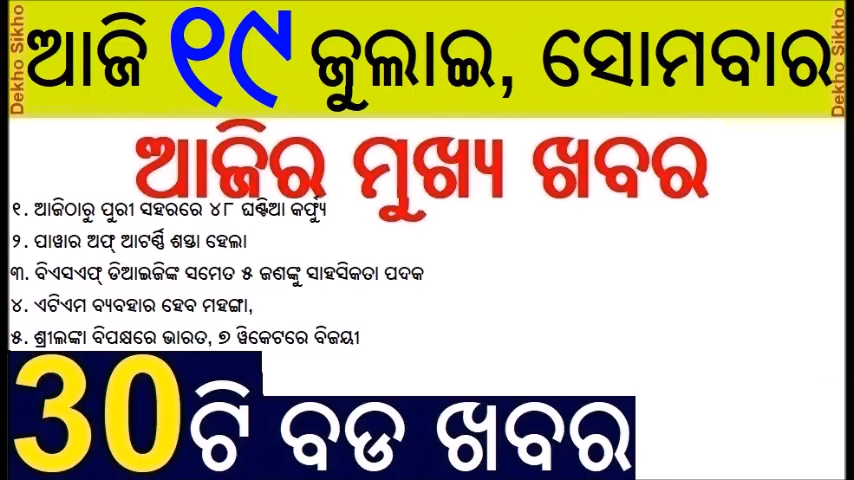 ଆଜି ୧୯ ଜୁଲାଇ, ସୋମବାର
Dekho Sikho
Dekho Sikho
ଆଜିର ମୁଖ୍ୟ ଖବର
୧. ଆଜିଠାରୁ ପୁରୀ ସହରରେ ୪୮ ଘଣ୍ଟିଆ କର୍ଫ୍ୟୁ
୨. ପାୱାର ଅଫ୍ ଆଟର୍ଣ୍ଣି ଶସ୍ତା ହେଲା
୩. ବିଏସଏଫ୍ ଡିଆଇଜିଙ୍କ ସମେତ ୫ ଜଣଙ୍କୁ ସାହସିକତା ପଦକ
୪. ଏଟିଏମ ବ୍ୟବହାର ହେବ ମହଙ୍ଗା,
୫. ଶ୍ରୀଲଙ୍କା ବିପକ୍ଷରେ ଭାରତ, ୭ ୱିକେଟରେ ବିଜୟୀ
30ଟି ବଡ ଖବର